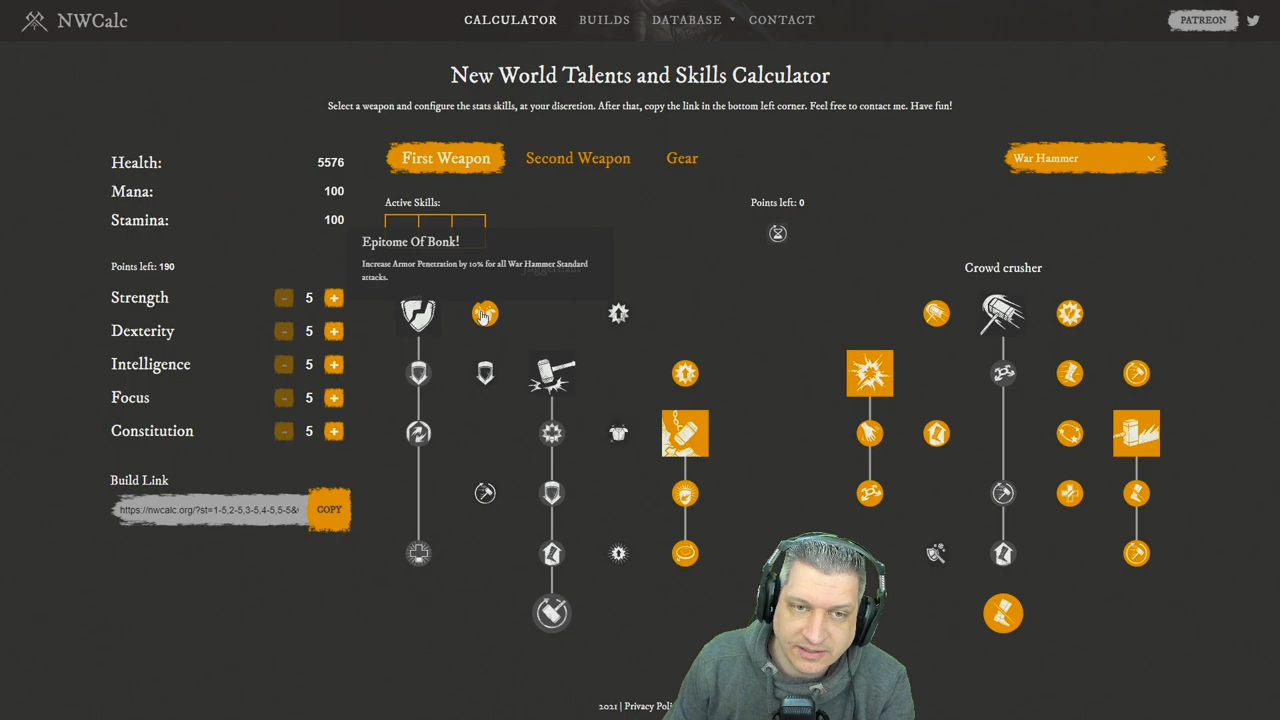 NWCalc
CALCULATOR BUILDS DATABASE CONTACT
PATREON
New World Talents and Skills Calculator
Select a weapon and configure the stats skills, at your discretion. After that, copy the link in the bottom left corner. Feel free to contact me. Have fun!
Health: 5576
Mana: 100
Stamina: 100
Points left: 190
Strength - 5 +
Dexterity - 5 +
Intelligence - 5 +
Focus - 5 +
Constitution - 5 +
Build Link
https://nwcalc.org/?st=1-5,2-5,3-5,4-5,5-5&
COPY
First Weapon Second Weapon Gear
War Hammer
Active Skills:
Points left: 0
Epitome Of Bonk!
Increase Armor Penetration by 10% for all War Hammer Standard
attacks.
Crowd crusher
2021 | Privacy Poli